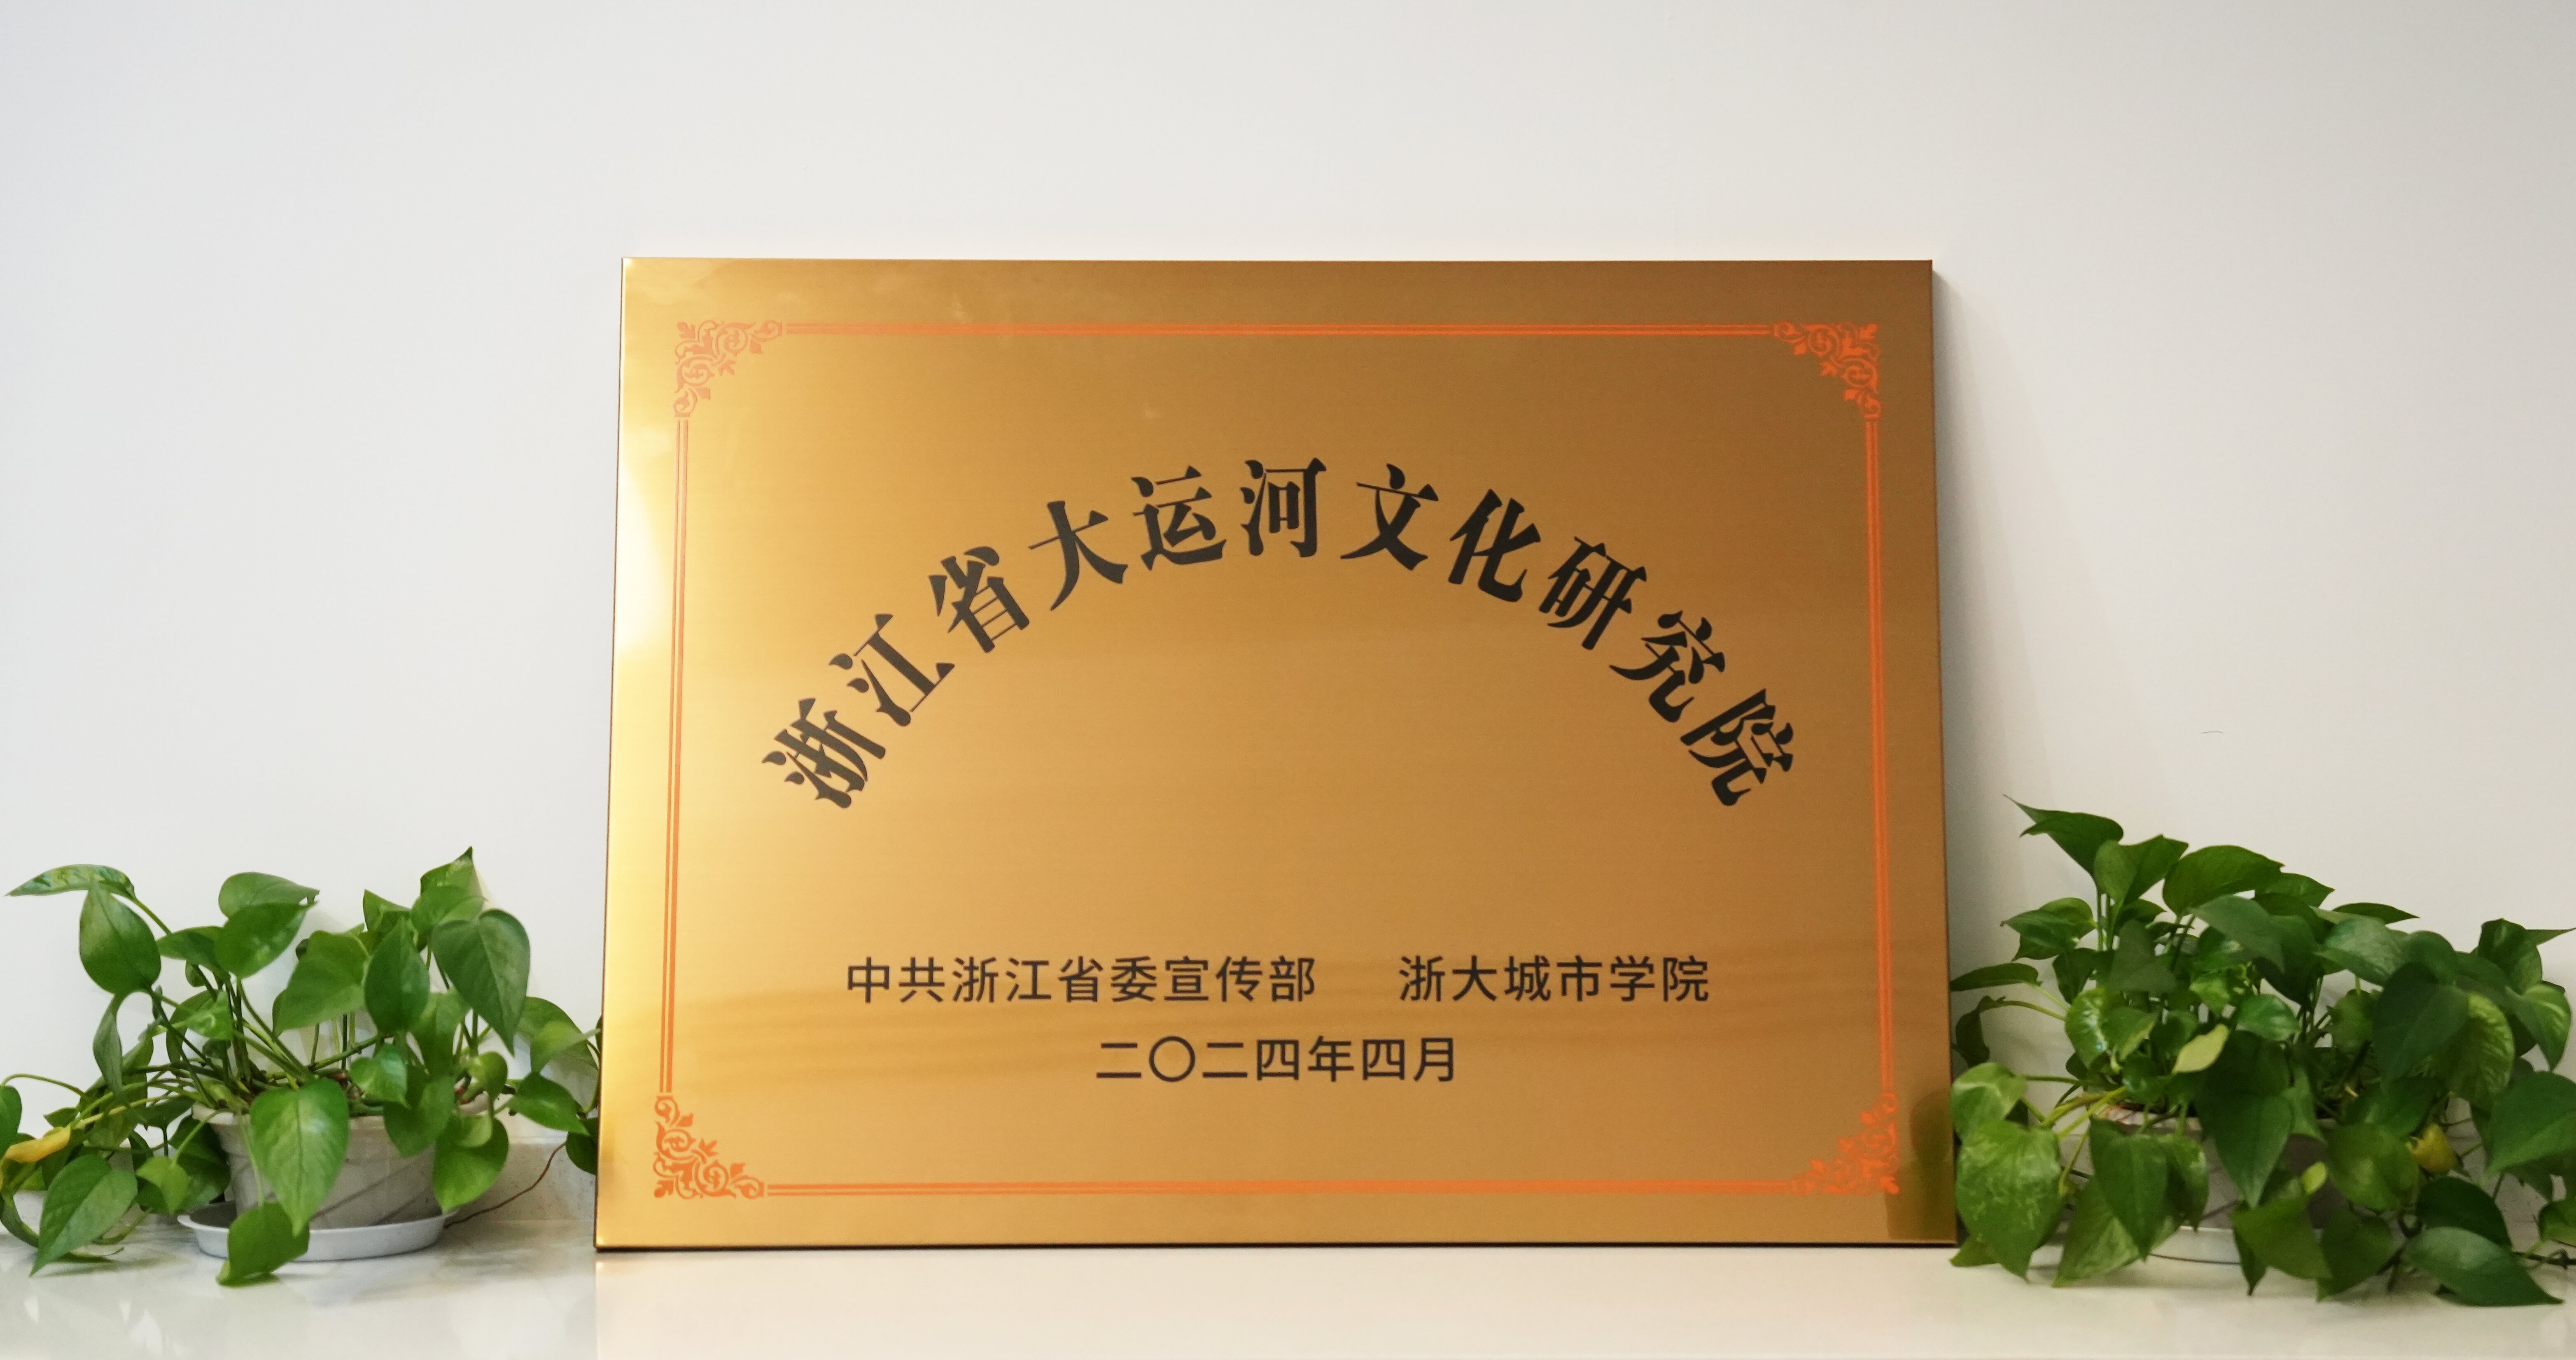 浙江省大运河文化研究院
中共浙江省委宣传部 浙大城市学院
二〇二四年四月